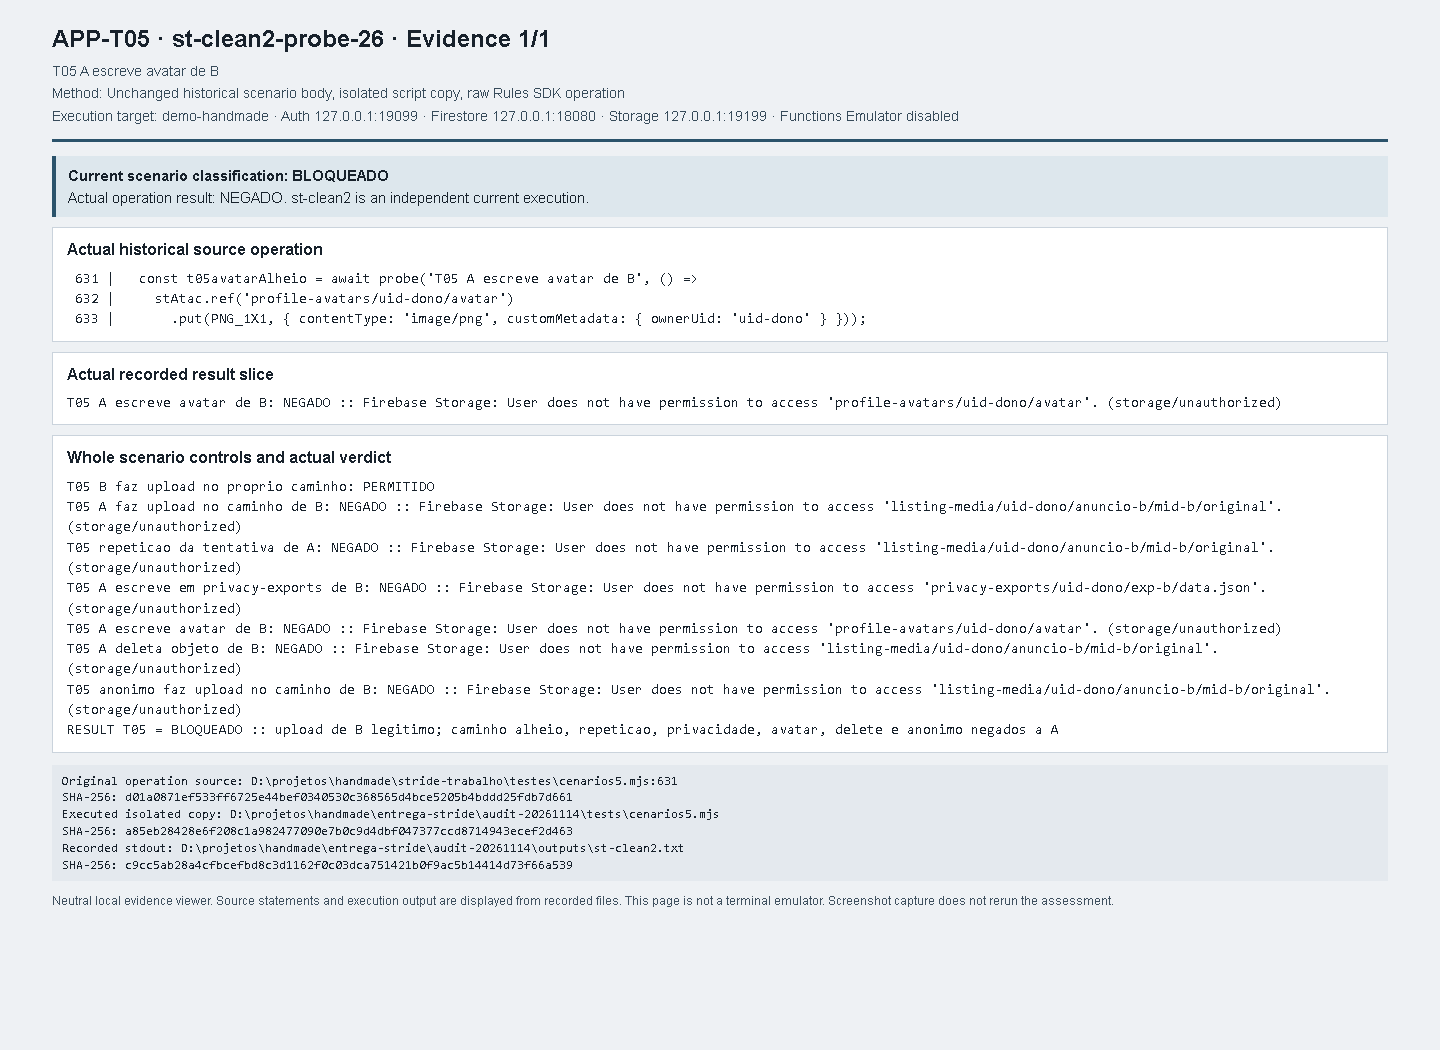 APP-T05 · st-clean2-probe-26 · Evidence 1/1
T05 A escreve avatar de B
Method: Unchanged historical scenario body, isolated script copy, raw Rules SDK operation
Execution target: demo-handmade · Auth 127.0.0.1:19099 · Firestore 127.0.0.1:18080 · Storage 127.0.0.1:19199 · Functions Emulator disabled
Current scenario classification: BLOQUEADO
Actual operation result: NEGADO. st-clean2 is an independent current execution.
Actual historical source operation
631 |   const t05avatarAlheio = await probe('T05 A escreve avatar de B', () =>
632 |     stAtac.ref('profile-avatars/uid-dono/avatar')
633 |       .put(PNG_1X1, { contentType: 'image/png', customMetadata: { ownerUid: 'uid-dono' } }));
Actual recorded result slice
T05 A escreve avatar de B: NEGADO :: Firebase Storage: User does not have permission to access 'profile-avatars/uid-dono/avatar'. (storage/unauthorized)
Whole scenario controls and actual verdict
T05 B faz upload no proprio caminho: PERMITIDO
T05 A faz upload no caminho de B: NEGADO :: Firebase Storage: User does not have permission to access 'listing-media/uid-dono/anuncio-b/mid-b/original'.
(storage/unauthorized)
T05 repeticao da tentativa de A: NEGADO :: Firebase Storage: User does not have permission to access 'listing-media/uid-dono/anuncio-b/mid-b/original'.
(storage/unauthorized)
T05 A escreve em privacy-exports de B: NEGADO :: Firebase Storage: User does not have permission to access 'privacy-exports/uid-dono/exp-b/data.json'.
(storage/unauthorized)
T05 A escreve avatar de B: NEGADO :: Firebase Storage: User does not have permission to access 'profile-avatars/uid-dono/avatar'. (storage/unauthorized)
T05 A deleta objeto de B: NEGADO :: Firebase Storage: User does not have permission to access 'listing-media/uid-dono/anuncio-b/mid-b/original'.
(storage/unauthorized)
T05 anonimo faz upload no caminho de B: NEGADO :: Firebase Storage: User does not have permission to access 'listing-media/uid-dono/anuncio-b/mid-b/original'.
(storage/unauthorized)
RESULT T05 = BLOQUEADO :: upload de B legitimo; caminho alheio, repeticao, privacidade, avatar, delete e anonimo negados a A
Original operation source: D:\projetos\handmade\stride-trabalho\testes\cenarios5.mjs:631
SHA-256: d01a0871ef533ff6725e44bef0340530c368565d4bce5205b4bddd25fdb7d661
Executed isolated copy: D:\projetos\handmade\entrega-stride\audit-20261114\tests\cenarios5.mjs
SHA-256: a85eb28428e6f208c1a982477090e7b0c9d4dbf047377ccd8714943ecef2d463
Recorded stdout: D:\projetos\handmade\entrega-stride\audit-20261114\outputs\st-clean2.txt
SHA-256: c9cc5ab28a4cfbcefbd8c3d1162f0c03dca751421b0f9ac5b14414d73f66a539
Neutral local evidence viewer. Source statements and execution output are displayed from recorded files. This page is not a terminal emulator. Screenshot capture does not rerun the assessment.